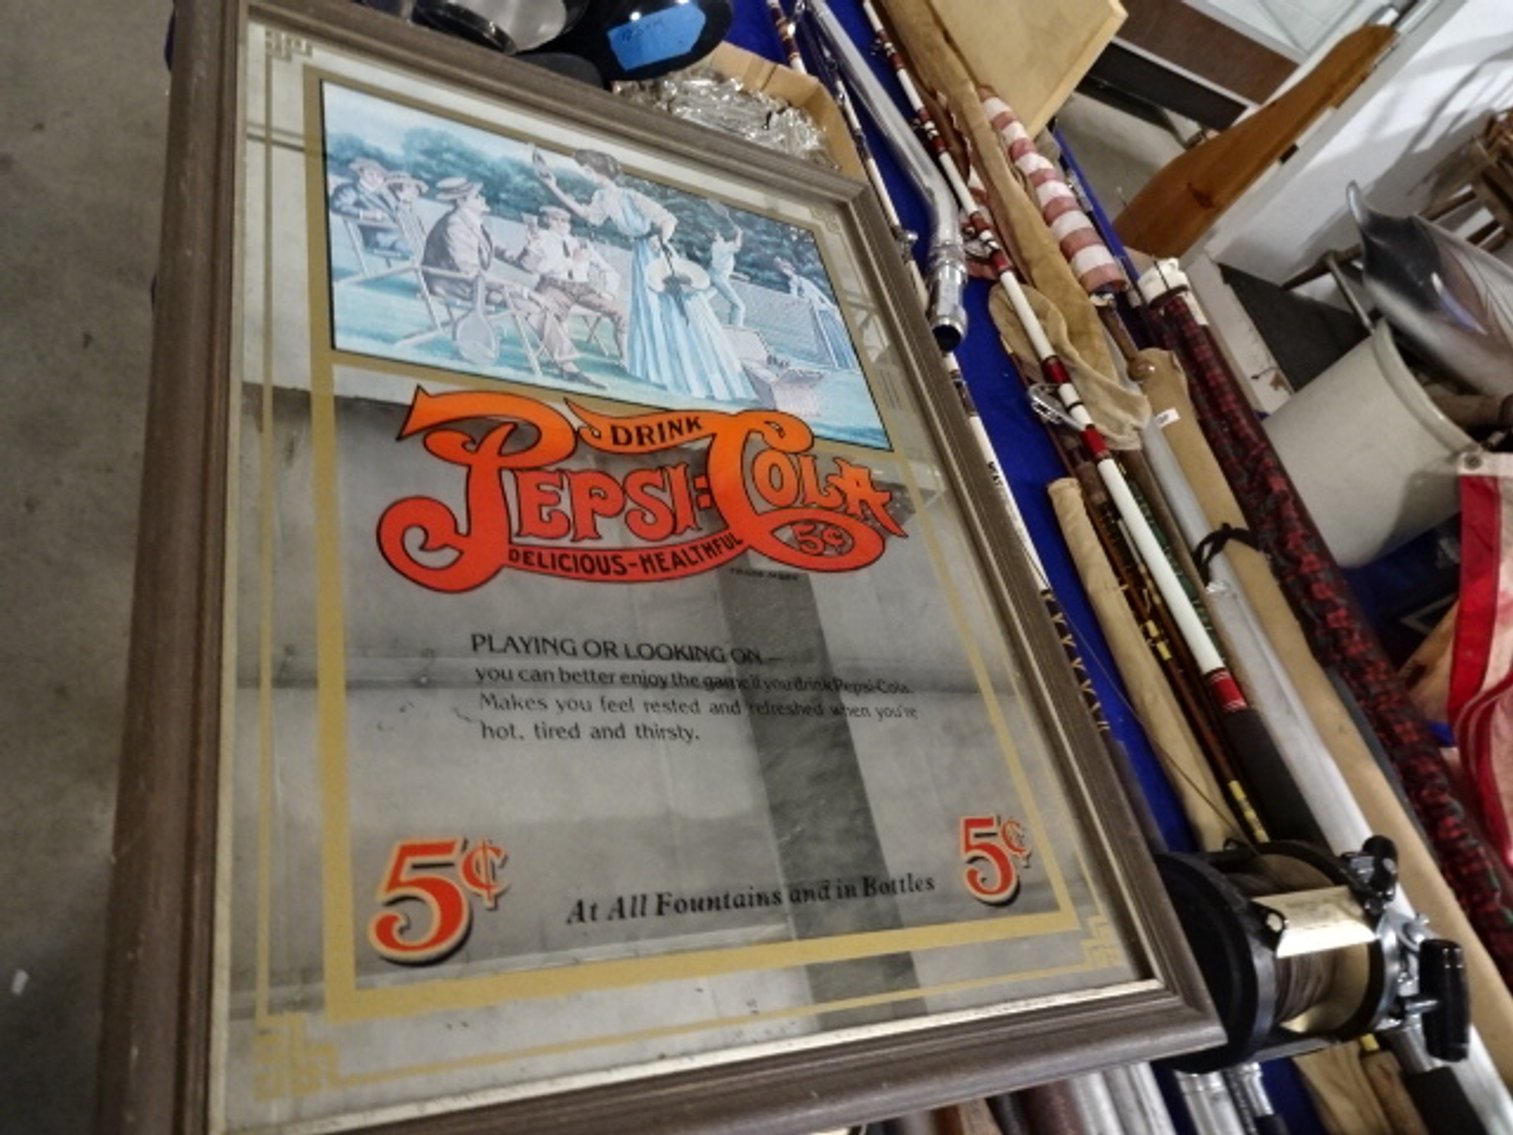 DRINK
PEPSI-COLA
5¢
DELICIOUS-HEALTHFUL
TRADE MARK
PLAYING OR LOOKING ON—
you can better enjoy the game if you drink Pepsi-Cola.
Makes you feel rested and refreshed when you're
hot, tired and thirsty.
5¢
5¢
At All Fountains and in Bottles